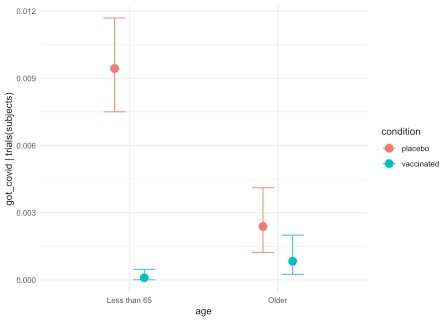 0.012
0.009
0.006
0.003
0.000
got_covid | trials(subjects)
Less than 65
Older
age
condition
placebo
vaccinated